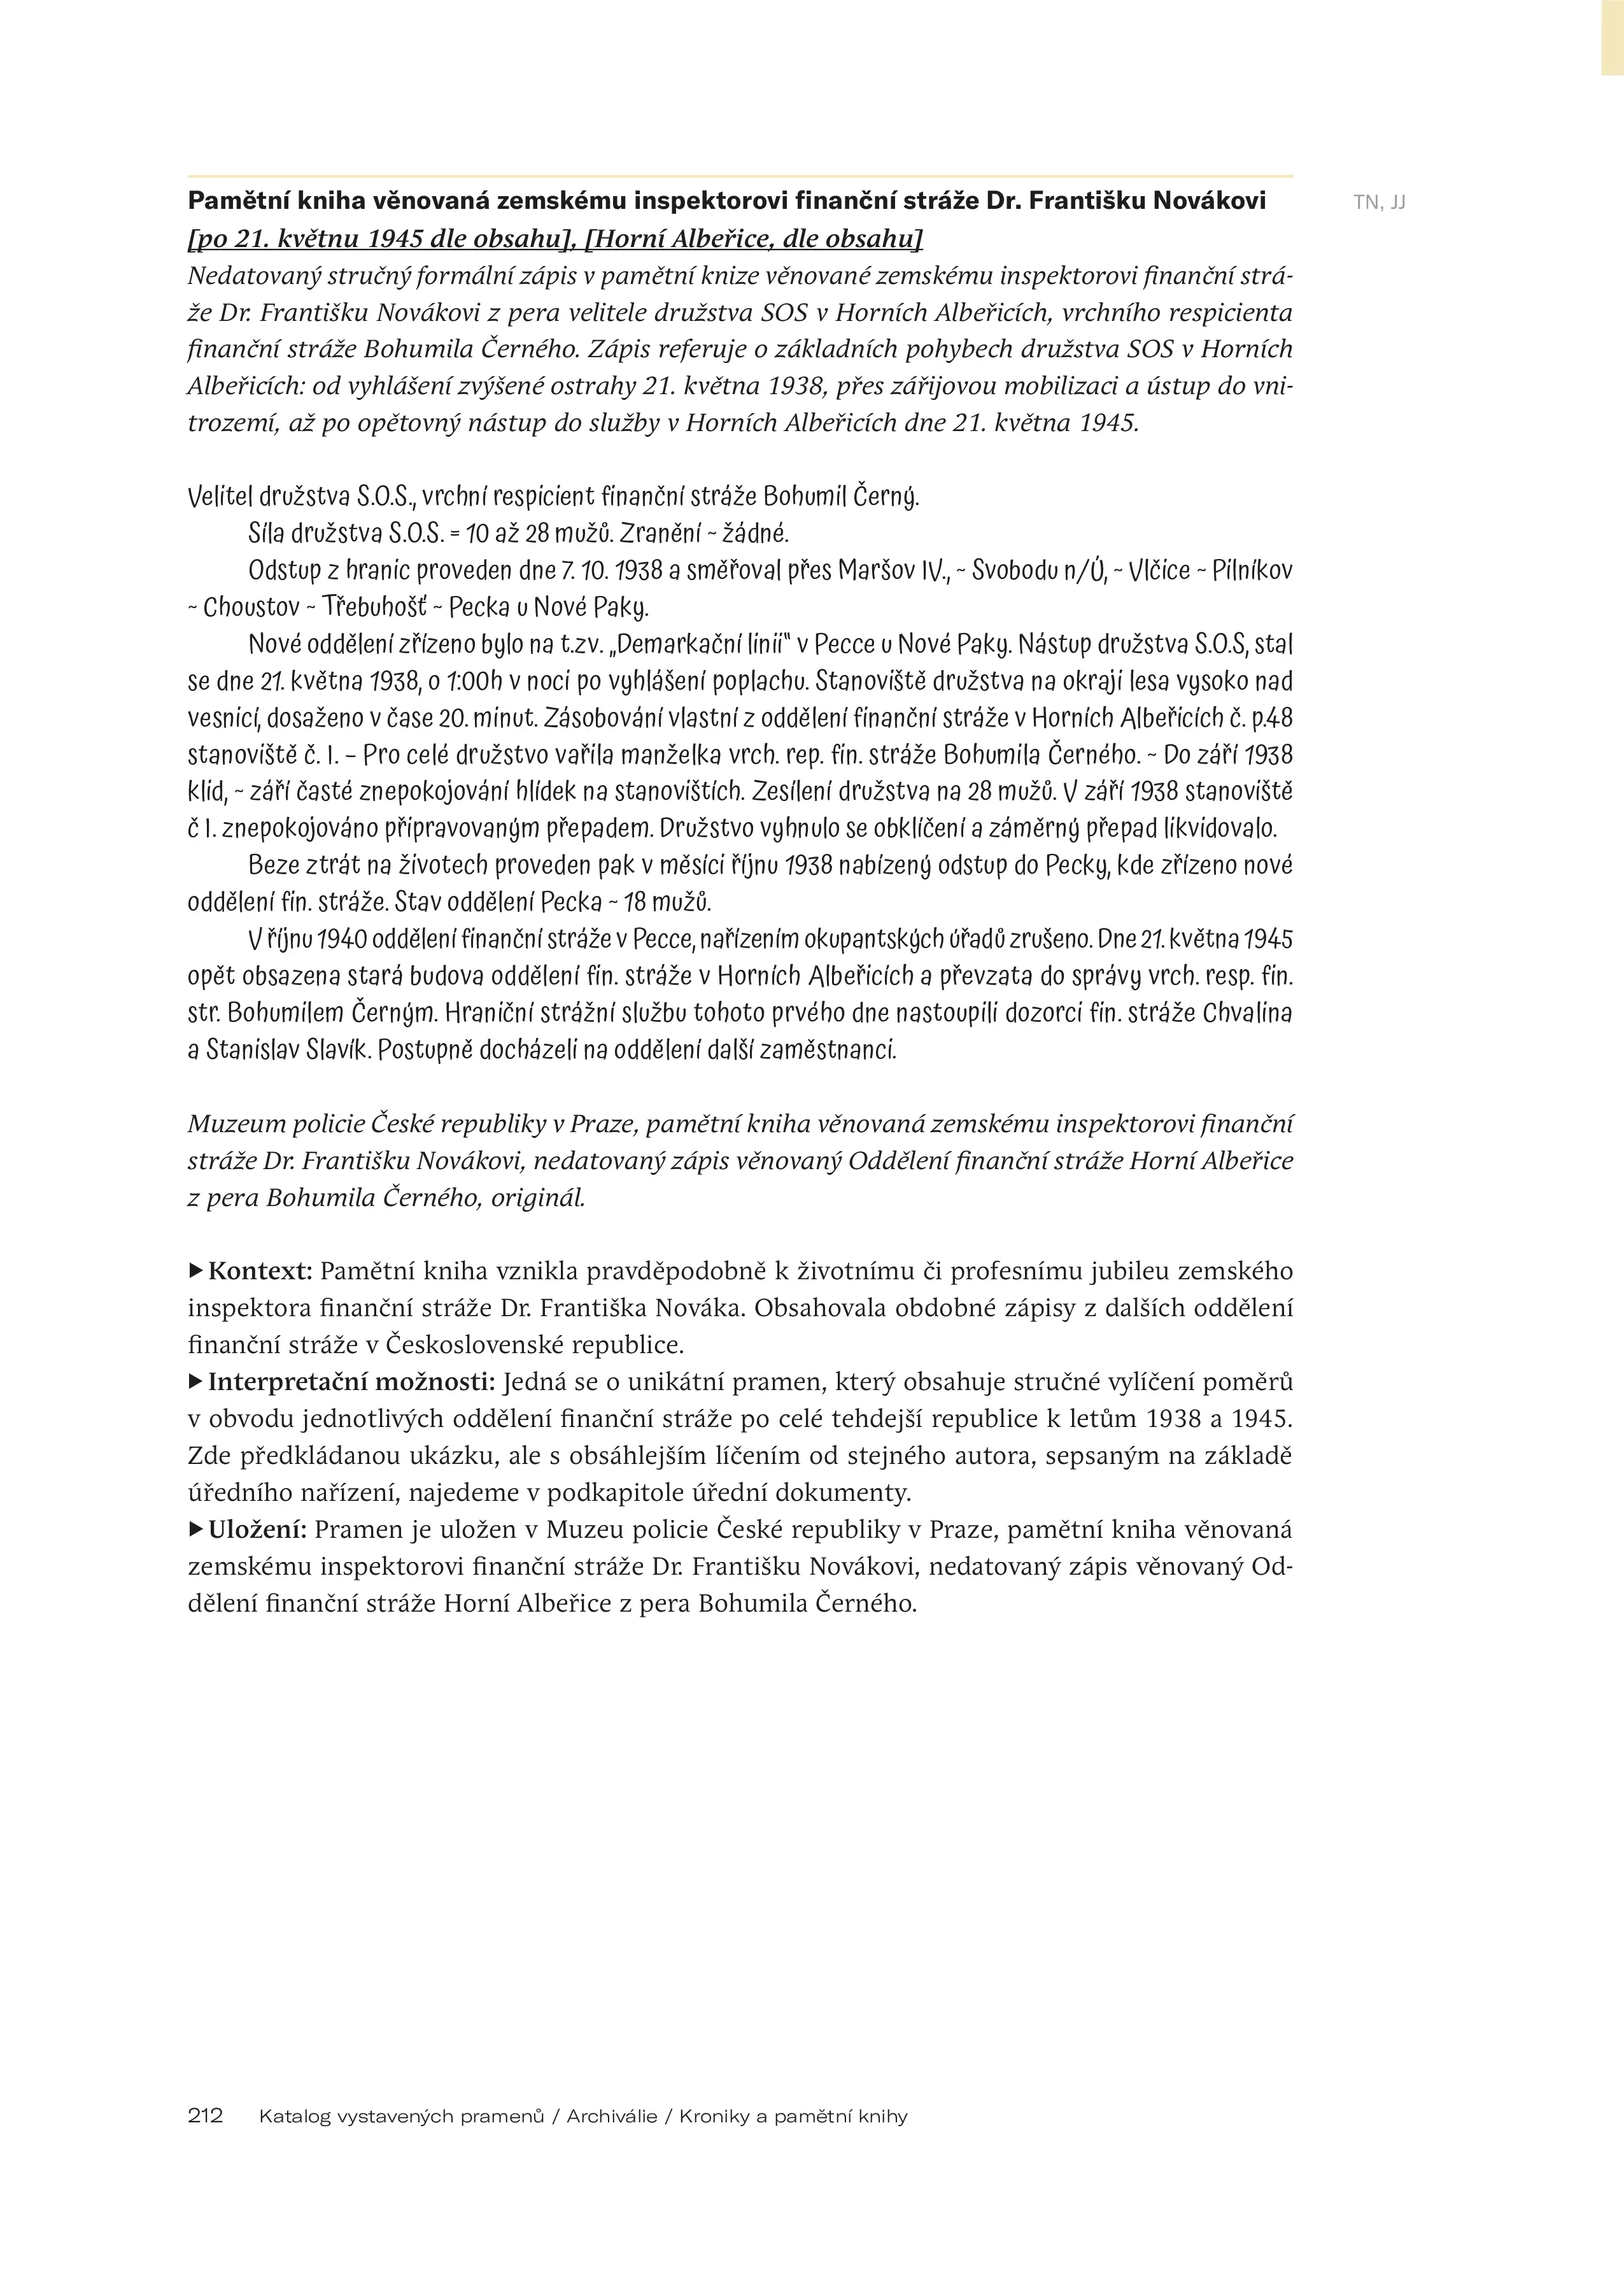 Pamětní kniha věnovaná zemskému inspektorovi finanční stráže Dr. Františku Novákovi
TN, JJ
[po 21. květnu 1945 dle obsahu], [Horní Albeřice, dle obsahu]
Nedatovaný stručný formální zápis v pamětní knize věnované zemskému inspektorovi finanční strá-
že Dr. Františku Novákovi z pera velitele družstva SOS v Horních Albeřicích, vrchního respicienta
finanční stráže Bohumila Černého. Zápis referuje o základních pohybech družstva SOS v Horních
Albeřicích: od vyhlášení zvýšené ostrahy 21. května 1938, přes zářijovou mobilizaci a ústup do vni-
trozemí, až po opětovný nástup do služby v Horních Albeřicích dne 21. května 1945.
Velitel družstva S.O.S., vrchní respicient finanční stráže Bohumil Černý.
Síla družstva S.O.S. = 10 až 28 mužů. Zranění ~ žádné.
Odstup z hranic proveden dne 7. 10. 1938 a směřoval přes Maršov IV., ~ Svobodu n/Ú, ~ Vlčice ~ Pilníkov
~ Choustov ~ Třebuhošť ~ Pecka u Nové Paky.
Nové oddělení zřízeno bylo na t.zv. „Demarkační linii“ v Pecce u Nové Paky. Nástup družstva S.O.S, stal
se dne 21. května 1938, o 1:00h v noci po vyhlášení poplachu. Stanoviště družstva na okraji lesa vysoko nad
vesnicí, dosaženo v čase 20. minut. Zásobování vlastní z oddělení finanční stráže v Horních Albeřicích č. p.48
stanoviště č. I. – Pro celé družstvo vařila manželka vrch. rep. fin. stráže Bohumila Černého. ~ Do září 1938
klid, ~ září časté znepokojování hlídek na stanovištích. Zesílení družstva na 28 mužů. V září 1938 stanoviště
č I. znepokojováno připravovaným přepadem. Družstvo vyhnulo se obklíčení a záměrný přepad likvidovalo.
Beze ztrát na životech proveden pak v měsíci říjnu 1938 nabízený odstup do Pecky, kde zřízeno nové
oddělení fin. stráže. Stav oddělení Pecka ~ 18 mužů.
V říjnu 1940 oddělení finanční stráže v Pecce, nařízením okupantských úřadů zrušeno. Dne 21. května 1945
opět obsazena stará budova oddělení fin. stráže v Horních Albeřicích a převzata do správy vrch. resp. fin.
str. Bohumilem Černým. Hraniční strážní službu tohoto prvého dne nastoupili dozorci fin. stráže Chvalina
a Stanislav Slavík. Postupně docházeli na oddělení další zaměstnanci.
Muzeum policie České republiky v Praze, pamětní kniha věnovaná zemskému inspektorovi finanční
stráže Dr. Františku Novákovi, nedatovaný zápis věnovaný Oddělení finanční stráže Horní Albeřice
z pera Bohumila Černého, originál.
▶ Kontext: Pamětní kniha vznikla pravděpodobně k životnímu či profesnímu jubileu zemského
inspektora finanční stráže Dr. Františka Nováka. Obsahovala obdobné zápisy z dalších oddělení
finanční stráže v Československé republice.
▶ Interpretační možnosti: Jedná se o unikátní pramen, který obsahuje stručné vylíčení poměrů
v obvodu jednotlivých oddělení finanční stráže po celé tehdejší republice k letům 1938 a 1945.
Zde předkládanou ukázku, ale s obsáhlejším líčením od stejného autora, sepsaným na základě
úředního nařízení, najedeme v podkapitole úřední dokumenty.
▶ Uložení: Pramen je uložen v Muzeu policie České republiky v Praze, pamětní kniha věnovaná
zemskému inspektorovi finanční stráže Dr. Františku Novákovi, nedatovaný zápis věnovaný Od-
dělení finanční stráže Horní Albeřice z pera Bohumila Černého.
212 Katalog vystavených pramenů / Archiválie / Kroniky a pamětní knihy